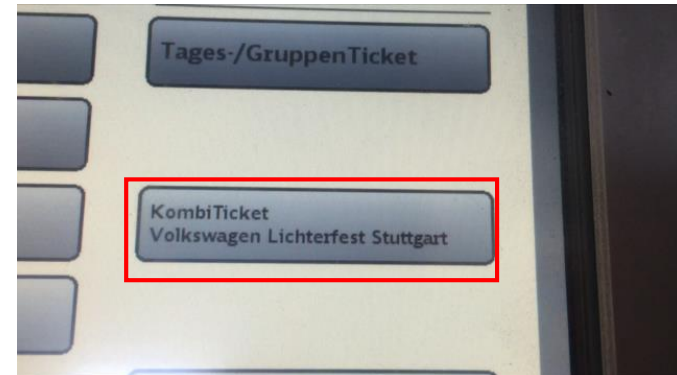 Tages-/GruppenTicket
KombiTicket
Volkswagen Lichterfest Stuttgart